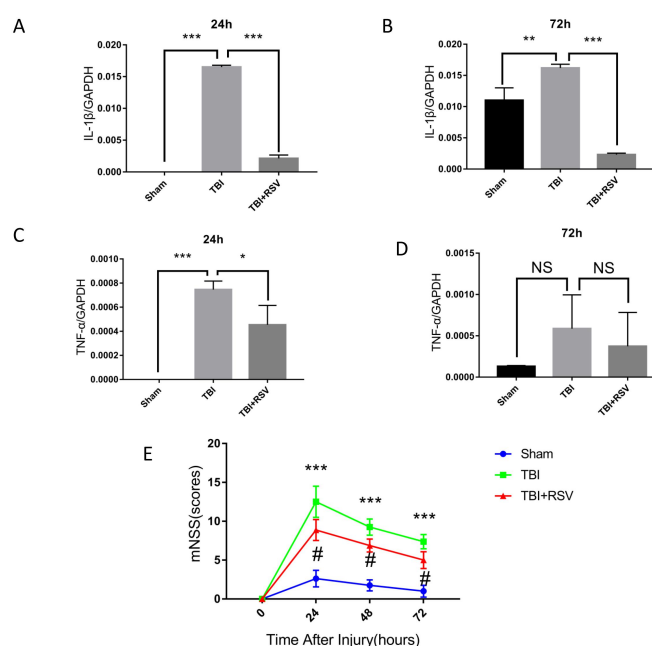 A
24h
*** ***
IL-1β/GAPDH
0.020
0.015
0.010
0.005
0.000
Sham
TBI
TBI+RSV
B
72h
** ***
IL-1β/GAPDH
0.020
0.015
0.010
0.005
0.000
Sham
TBI
TBI+RSV
C
24h
*** *
TNF-α/GAPDH
0.0010
0.0008
0.0006
0.0004
0.0002
0.0000
Sham
TBI
TBI+RSV
D
72h
NS NS
TNF-α/GAPDH
0.0015
0.0010
0.0005
0.0000
Sham
TBI
TBI+RSV
E
mNSS(scores)
20
15
10
5
0
*** *** ***
# # #
0 24 48 72
Time After Injury(hours)
Sham
TBI
TBI+RSV